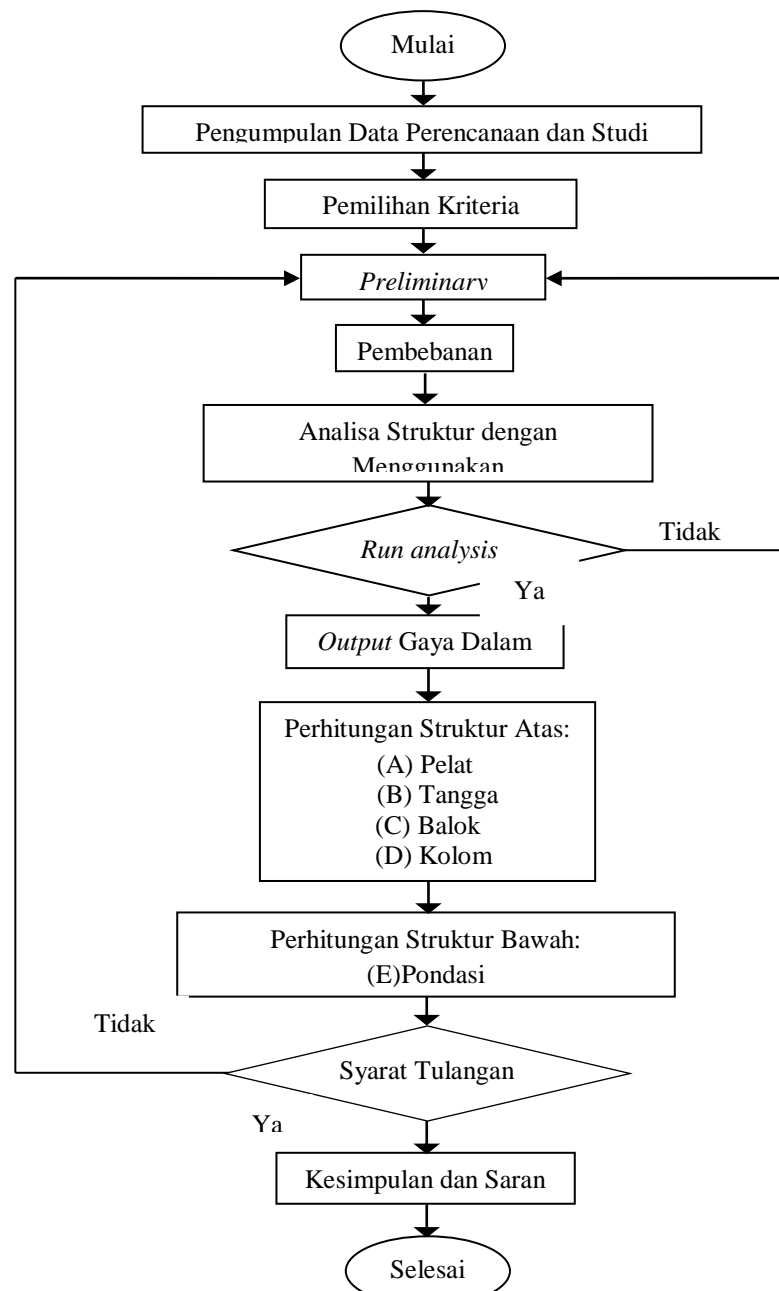 Mulai
Pengumpulan Data Perencanaan dan Studi
Pemilihan Kriteria
Preliminary
Pembebanan
Analisa Struktur dengan
Menggunakan
Run analysis
Tidak
Ya
Output Gaya Dalam
Perhitungan Struktur Atas:
(A) Pelat
(B) Tangga
(C) Balok
(D) Kolom
Perhitungan Struktur Bawah:
(E)Pondasi
Tidak
Syarat Tulangan
Ya
Kesimpulan dan Saran
Selesai